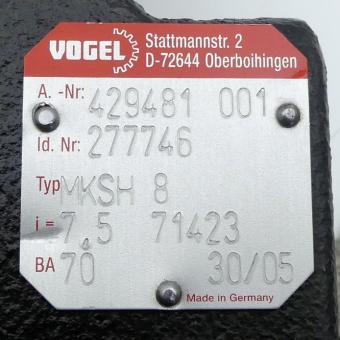 VOGEL Stattmannstr. 2
D-72644 Oberboihingen
A. -Nr: 429481 001
Id. Nr: 277746
Typ MKSH 8
i = 7,5 71423
BA 70 30/05
Made in Germany